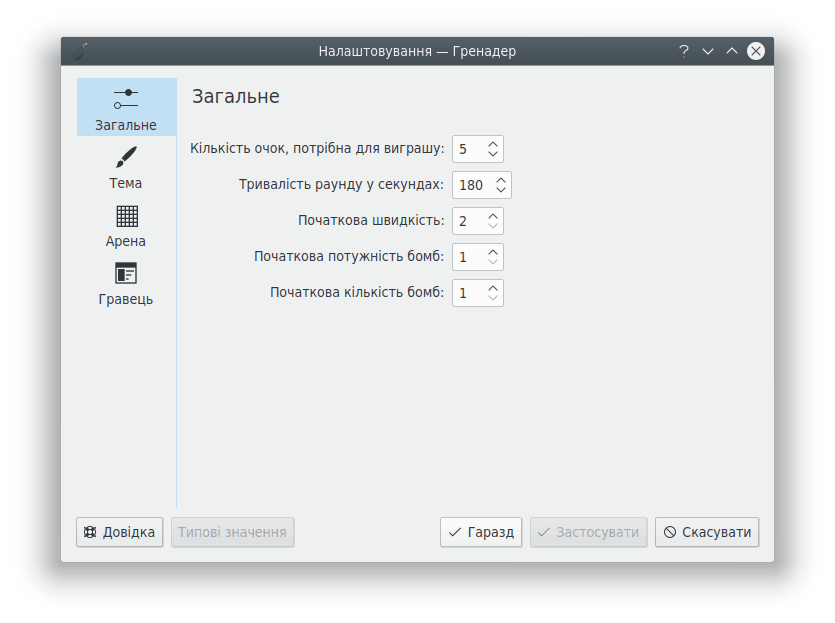 Налаштовування — Гренадер
Загальне
Тема
Арена
Гравець
Загальне
Кількість очок, потрібна для виграшу: 5
Тривалість раунду у секундах: 180
Початкова швидкість: 2
Початкова потужність бомб: 1
Початкова кількість бомб: 1
Довідка Типові значення Гаразд Застосувати Скасувати